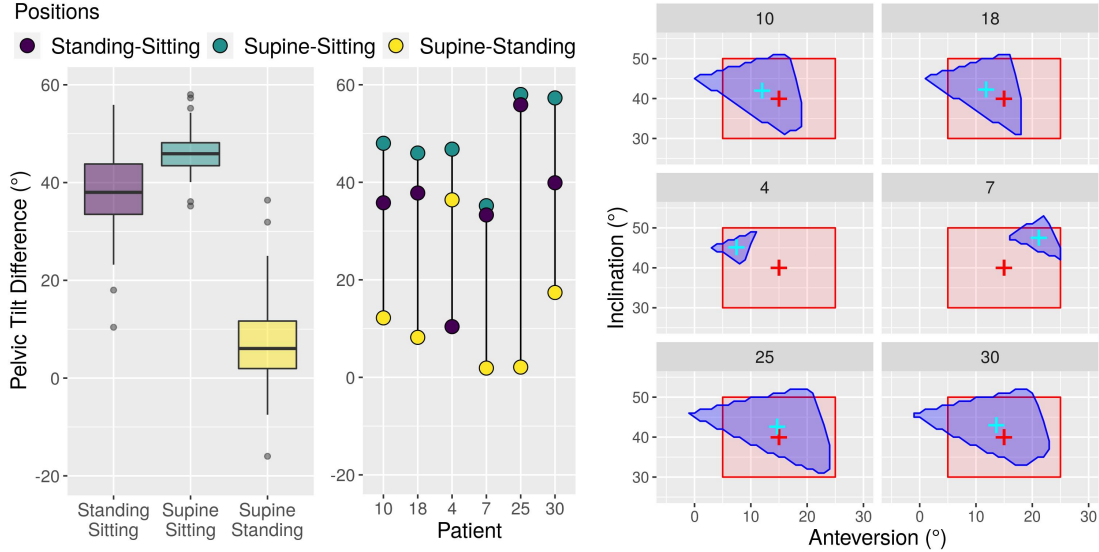 Positions
Standing-Sitting Supine-Sitting Supine-Standing
Pelvic Tilt Difference (°)
60
40
20
0
-20
Standing Sitting
Supine Sitting
Supine Standing
60
40
20
0
-20
10 18 4 7 25 30
Patient
Inclination (°)
10 18
50
40
30
4 7
50
40
30
25 30
50
40
30
0 10 20 30 0 10 20 30
Anteversion (°)